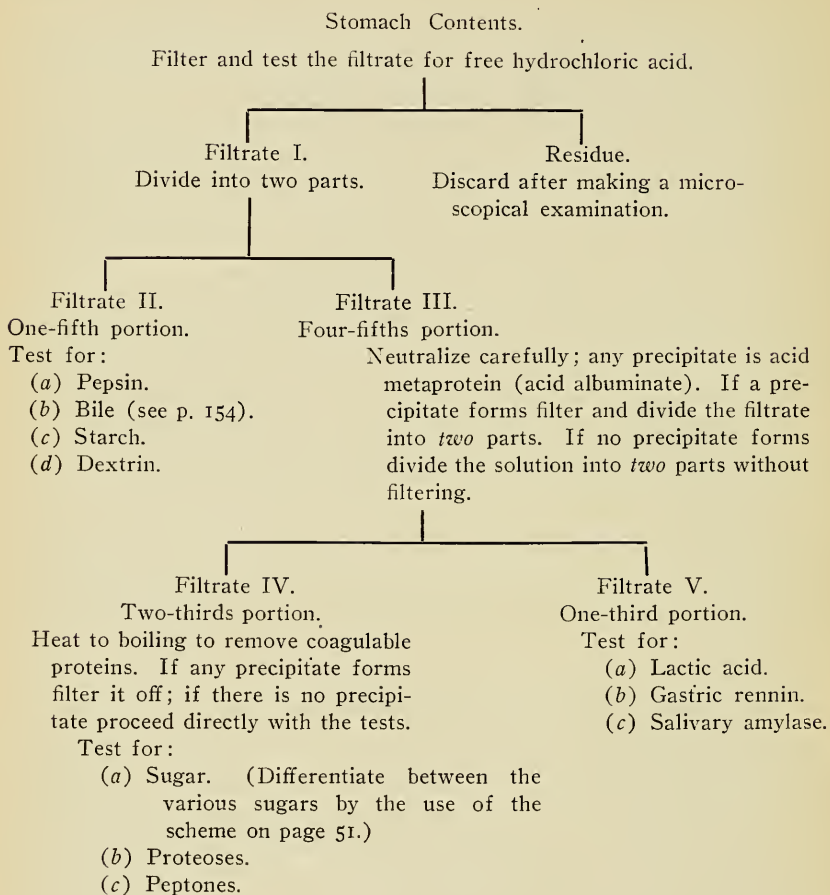 Stomach Contents.
Filter and test the filtrate for free hydrochloric acid.
Filtrate I.
Divide into two parts.
Residue.
Discard after making a micro-
scopical examination.
Filtrate II.
One-fifth portion.
Test for:
(a) Pepsin.
(b) Bile (see p. 154).
(c) Starch.
(d) Dextrin.
Filtrate III.
Four-fifths portion.
Neutralize carefully; any precipitate is acid
metaprotein (acid albuminate). If a pre-
cipitate forms filter and divide the filtrate
into two parts. If no precipitate forms
divide the solution into two parts without
filtering.
Filtrate IV.
Two-thirds portion.
Heat to boiling to remove coagulable
proteins. If any precipitate forms
filter it off; if there is no precipi-
tate proceed directly with the tests.
Test for:
(a) Sugar. (Differentiate between the
various sugars by the use of the
scheme on page 51.)
(b) Proteoses.
(c) Peptones.
Filtrate V.
One-third portion.
Test for:
(a) Lactic acid.
(b) Gastric rennin.
(c) Salivary amylase.